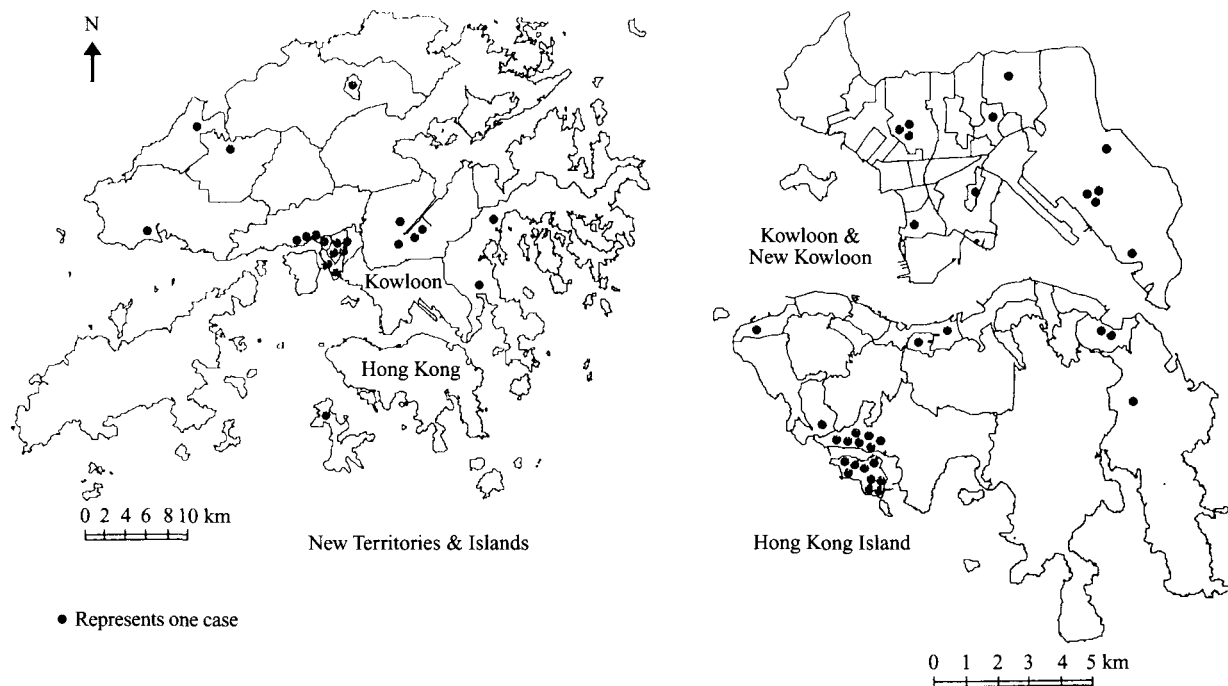 N
Kowloon
Hong Kong
0 2 4 6 8 10 km
New Territories & Islands
● Represents one case
Kowloon &
New Kowloon
Hong Kong Island
0 1 2 3 4 5 km